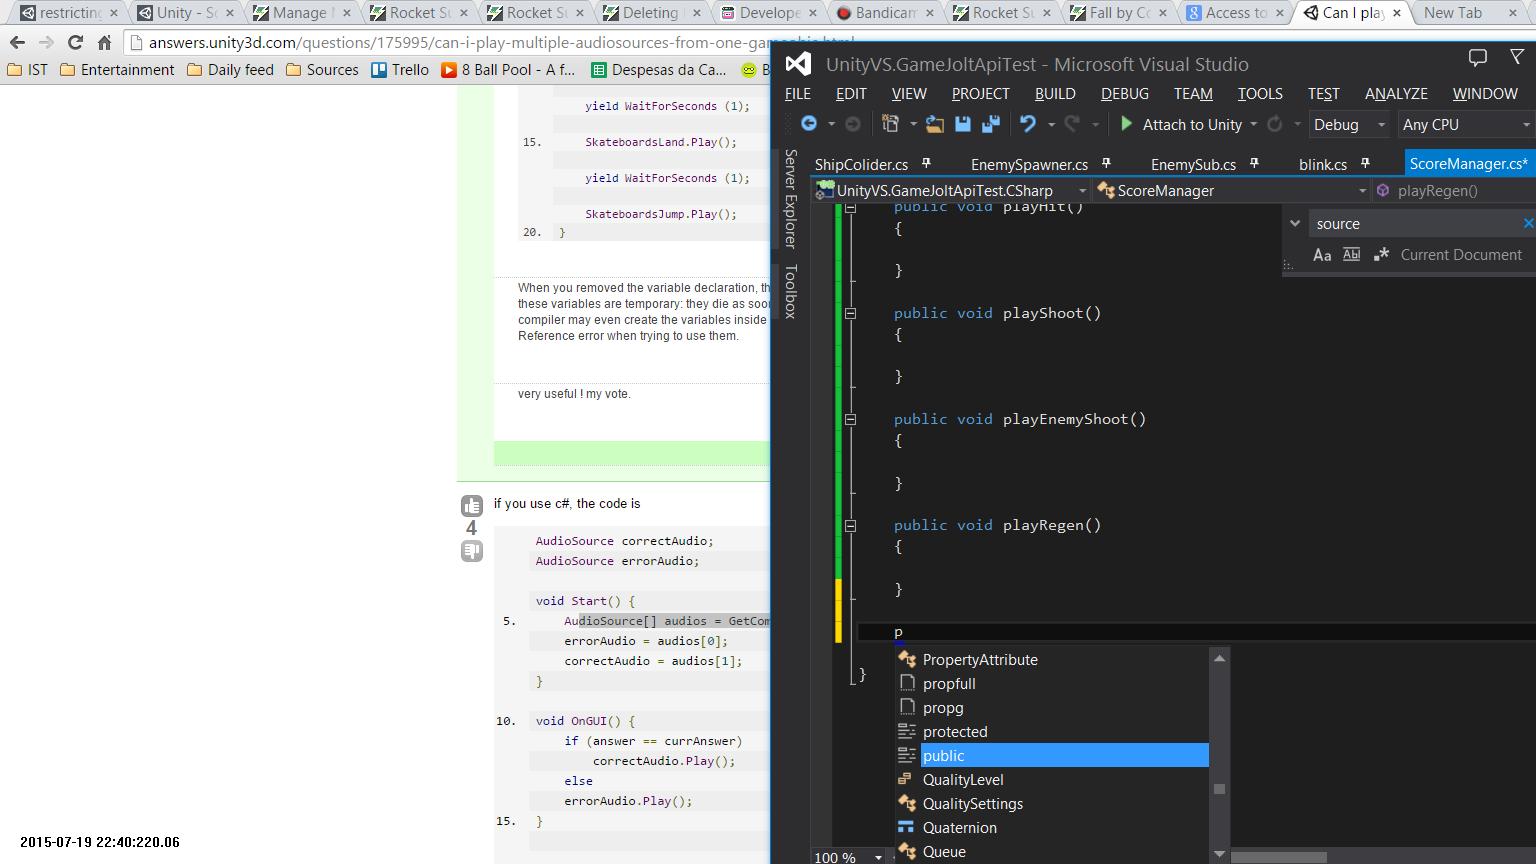 restricting
Unity - Sc
Manage M
Rocket Su
Rocket Su
Deleting
Develope
Bandicam
Rocket Su
Fall by Co
Access to
Can I play
New Tab
answers.unity3d.com/questions/175995/can-i-play-multiple-audiosources-from-one-gameobjec.html
IST
Entertainment
Daily feed
Sources
Trello
8 Ball Pool - A f...
Despesas da Ca...
B
yield WaitForSeconds (1);
15. SkateboardsLand.Play();
yield WaitForSeconds (1);
SkateboardsJump.Play();
20. }
When you removed the variable declaration, th
these variables are temporary: they die as soo
compiler may even create the variables inside
Reference error when trying to use them.
very useful ! my vote.
4
if you use c#, the code is
AudioSource correctAudio;
AudioSource errorAudio;
void Start() {
5. AudioSource[] audios = GetCom
errorAudio = audios[0];
correctAudio = audios[1];
}
10. void OnGUI() {
if (answer == currAnswer)
correctAudio.Play();
else
errorAudio.Play();
15. }
2015-07-19 22:40:220.06
UnityVS.GameJoltApiTest - Microsoft Visual Studio
FILE EDIT VIEW PROJECT BUILD DEBUG TEAM TOOLS TEST ANALYZE WINDOW
Attach to Unity Debug Any CPU
Server Explorer
Toolbox
ShipColider.cs EnemySpawner.cs EnemySub.cs blink.cs ScoreManager.cs*
UnityVS.GameJoltApiTest.CSharp ScoreManager playRegen()
source
Aa Abl .* Current Document
public void playHit()
{
}
public void playShoot()
{
}
public void playEnemyShoot()
{
}
public void playRegen()
{
}
p
}
PropertyAttribute
propfull
propg
protected
public
QualityLevel
QualitySettings
Quaternion
Queue
100 %